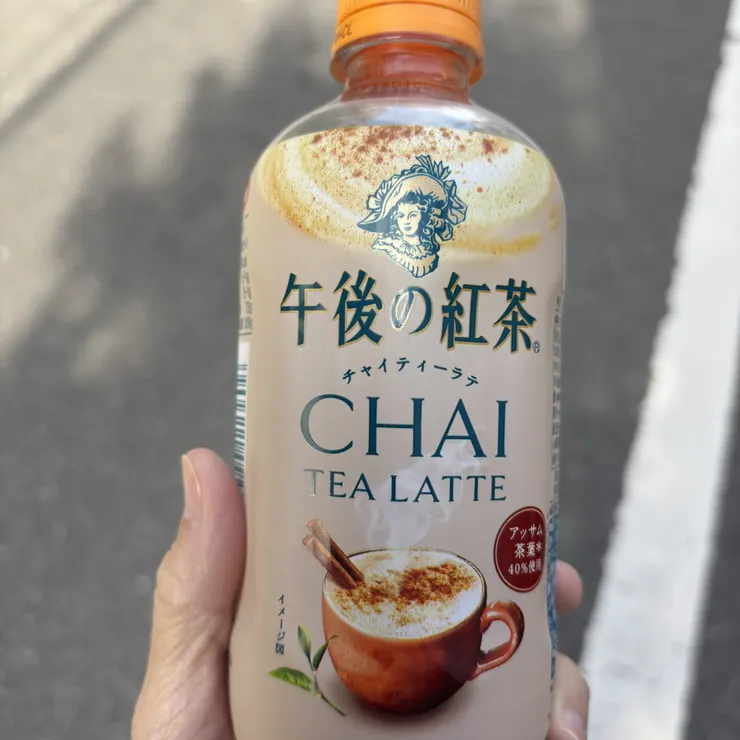 午後の紅茶®
チャイティーラテ
CHAI
TEA LATTE
アッサム
茶葉※
40%使用
イメージ図